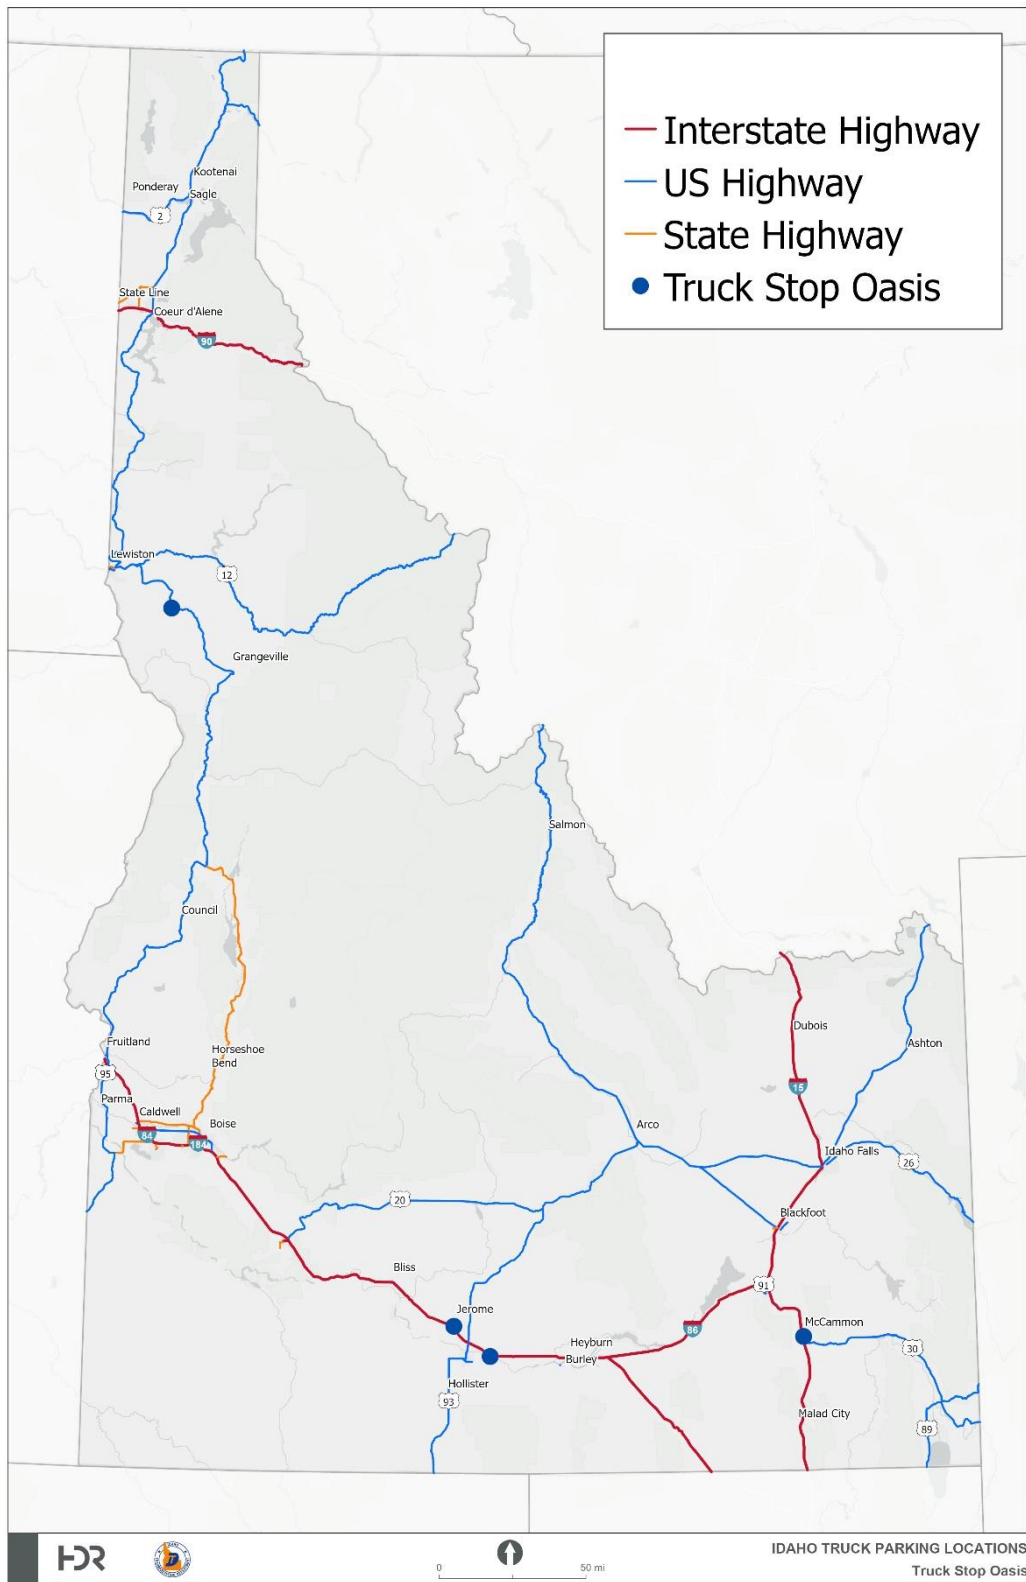 Interstate Highway
US Highway
State Highway
Truck Stop Oasis
Kootenai
Ponderay
Sagle
2
State Line
Coeur d'Alene
90
Lewiston
12
Grangeville
Salmon
Council
Fruitland
Horseshoe
Bend
Dubois
Ashton
95
15
Parma
Caldwell
Boise
84
184
Arco
Idaho Falls
26
20
Blackfoot
Bliss
91
Jerome
McCammon
86
Heyburn
30
Burley
Hollister
93
Malad City
89
HDR
0
50 mi
IDAHO TRUCK PARKING LOCATIONS
Truck Stop Oasis